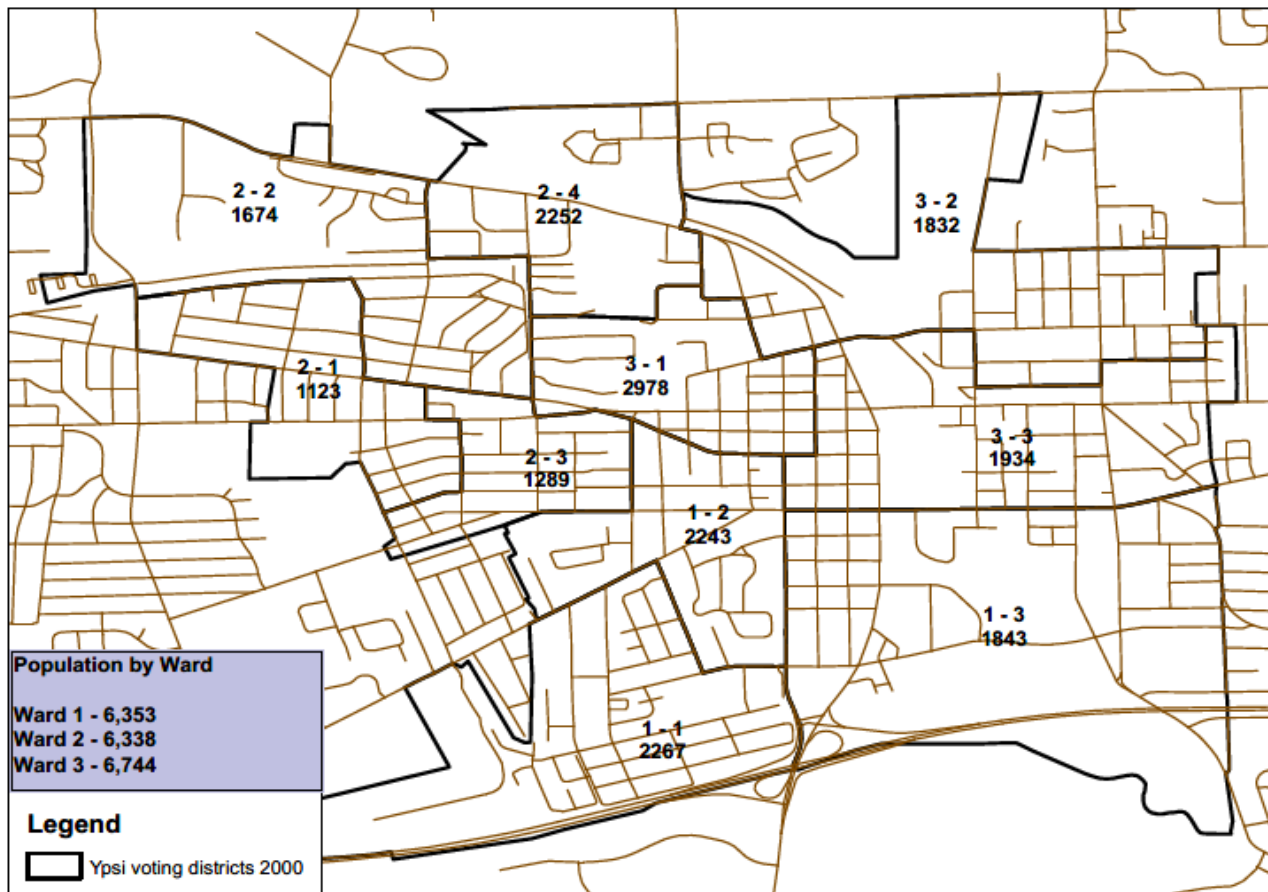 2 - 2
1674
2 - 4
2252
3 - 2
1832
2 - 1
1123
3 - 1
2978
2 - 3
1289
3 - 3
1934
1 - 2
2243
1 - 3
1843
1 - 1
2267
Population by Ward
Ward 1 - 6,353
Ward 2 - 6,338
Ward 3 - 6,744
Legend
Ypsi voting districts 2000